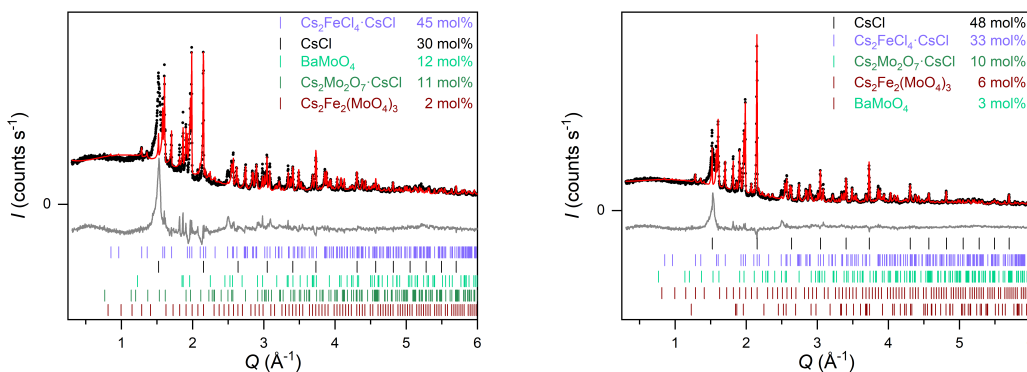 Cs₂FeCl₄·CsCl 45 mol%
CsCl 30 mol%
BaMoO₄ 12 mol%
Cs₂Mo₂O₇·CsCl 11 mol%
Cs₂Fe₂(MoO₄)₃ 2 mol%
I (counts s⁻¹)
0
1 2 3 4 5 6
Q (Å⁻¹)
CsCl 48 mol%
Cs₂FeCl₄·CsCl 33 mol%
Cs₂Mo₂O₇·CsCl 10 mol%
Cs₂Fe₂(MoO₄)₃ 6 mol%
BaMoO₄ 3 mol%
I (counts s⁻¹)
0
1 2 3 4 5
Q (Å⁻¹)